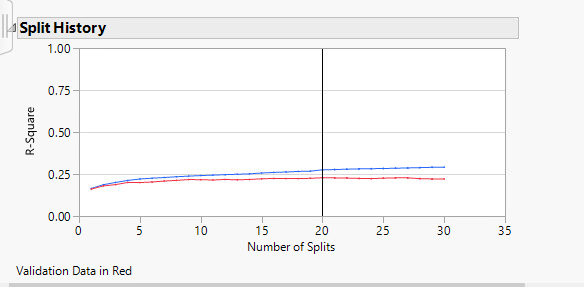 Split History
1.00
0.75
0.50
0.25
0.00
R-Square
0 5 10 15 20 25 30 35
Number of Splits
Validation Data in Red